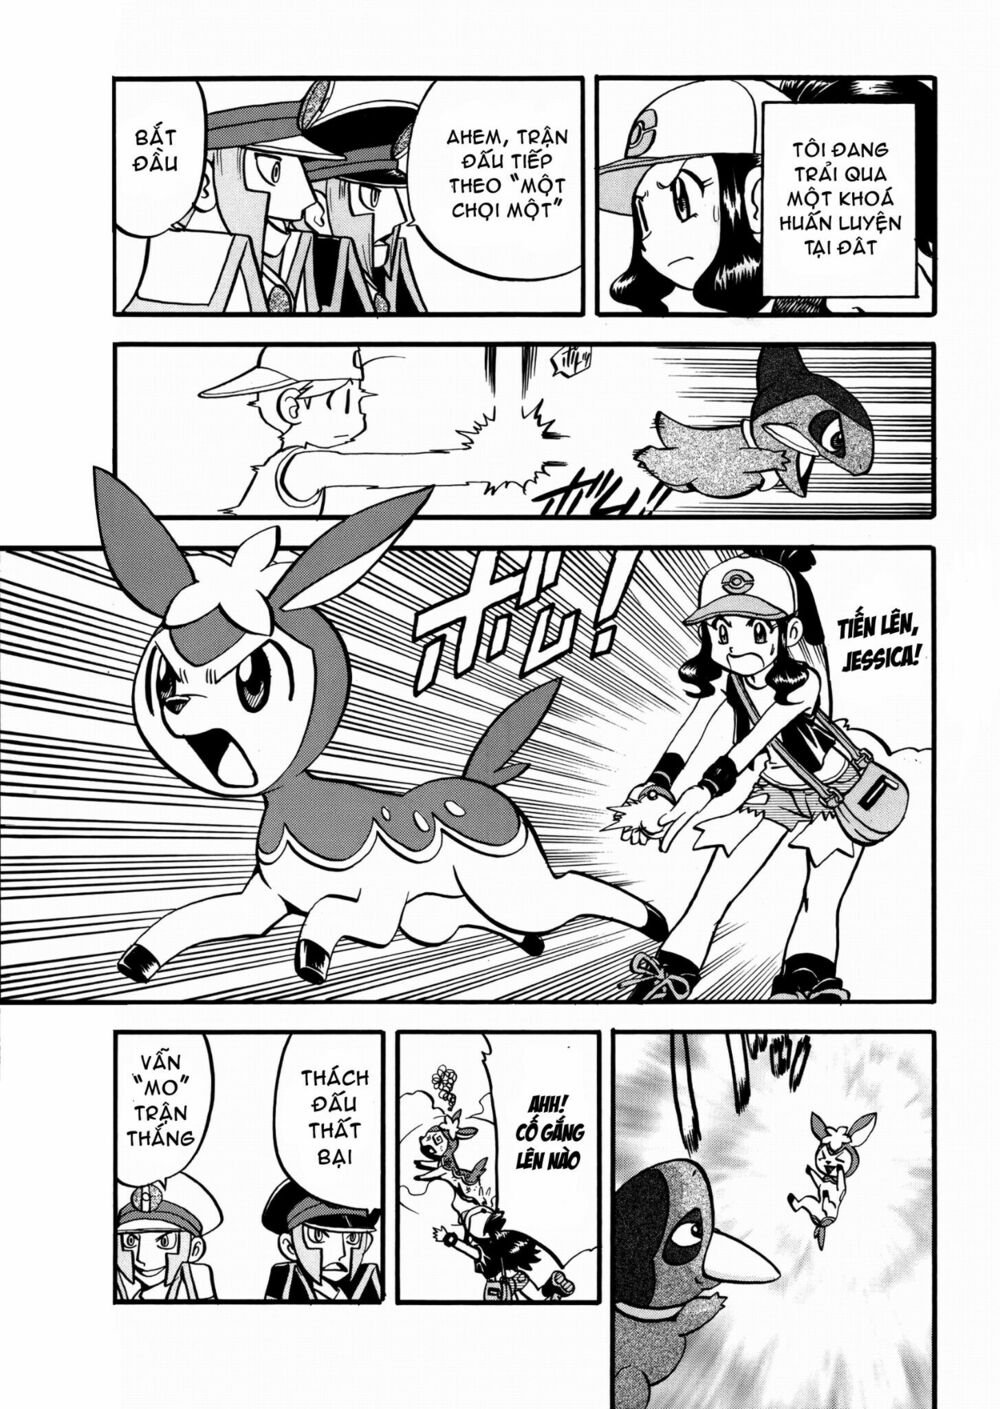 TÔI ĐANG
TRẢI QUA
MỘT KHOÁ
HUẤN LUYỆN
TẠI ĐÂT
AHEM, TRẬN
ĐẤU TIẾP
THEO "MỘT
CHỌI MỘT"
BẮT
ĐẦU
TIẾN LÊN,
JESSICA!
AHH!
CỐ GẮNG
LÊN NÀO
THÁCH
ĐẤU
THẤT
BẠI
VẪN
"MO"
TRẬN
THẮNG